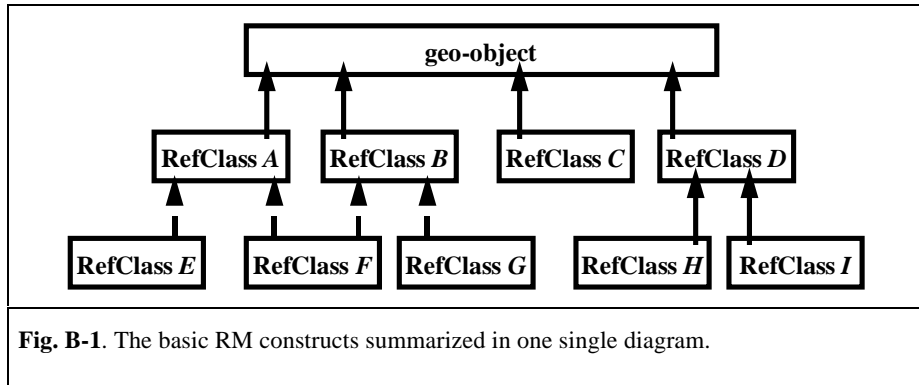 geo-object
RefClass A RefClass B RefClass C RefClass D
RefClass E RefClass F RefClass G RefClass H RefClass I
Fig. B-1. The basic RM constructs summarized in one single diagram.